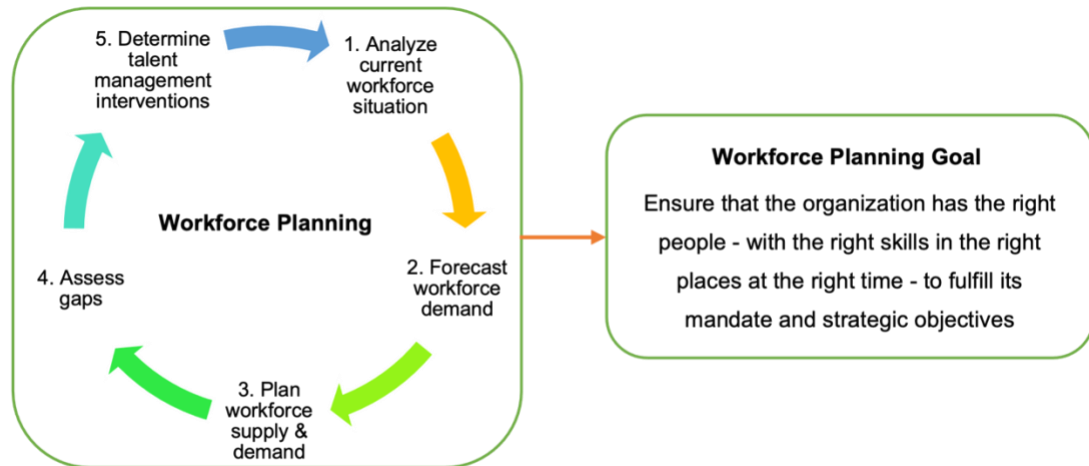 1. Analyze
current
workforce
situation
2. Forecast
workforce
demand
3. Plan
workforce
supply &
demand
4. Assess
gaps
5. Determine
talent
management
interventions
Workforce Planning
Workforce Planning Goal
Ensure that the organization has the right
people - with the right skills in the right
places at the right time - to fulfill its
mandate and strategic objectives